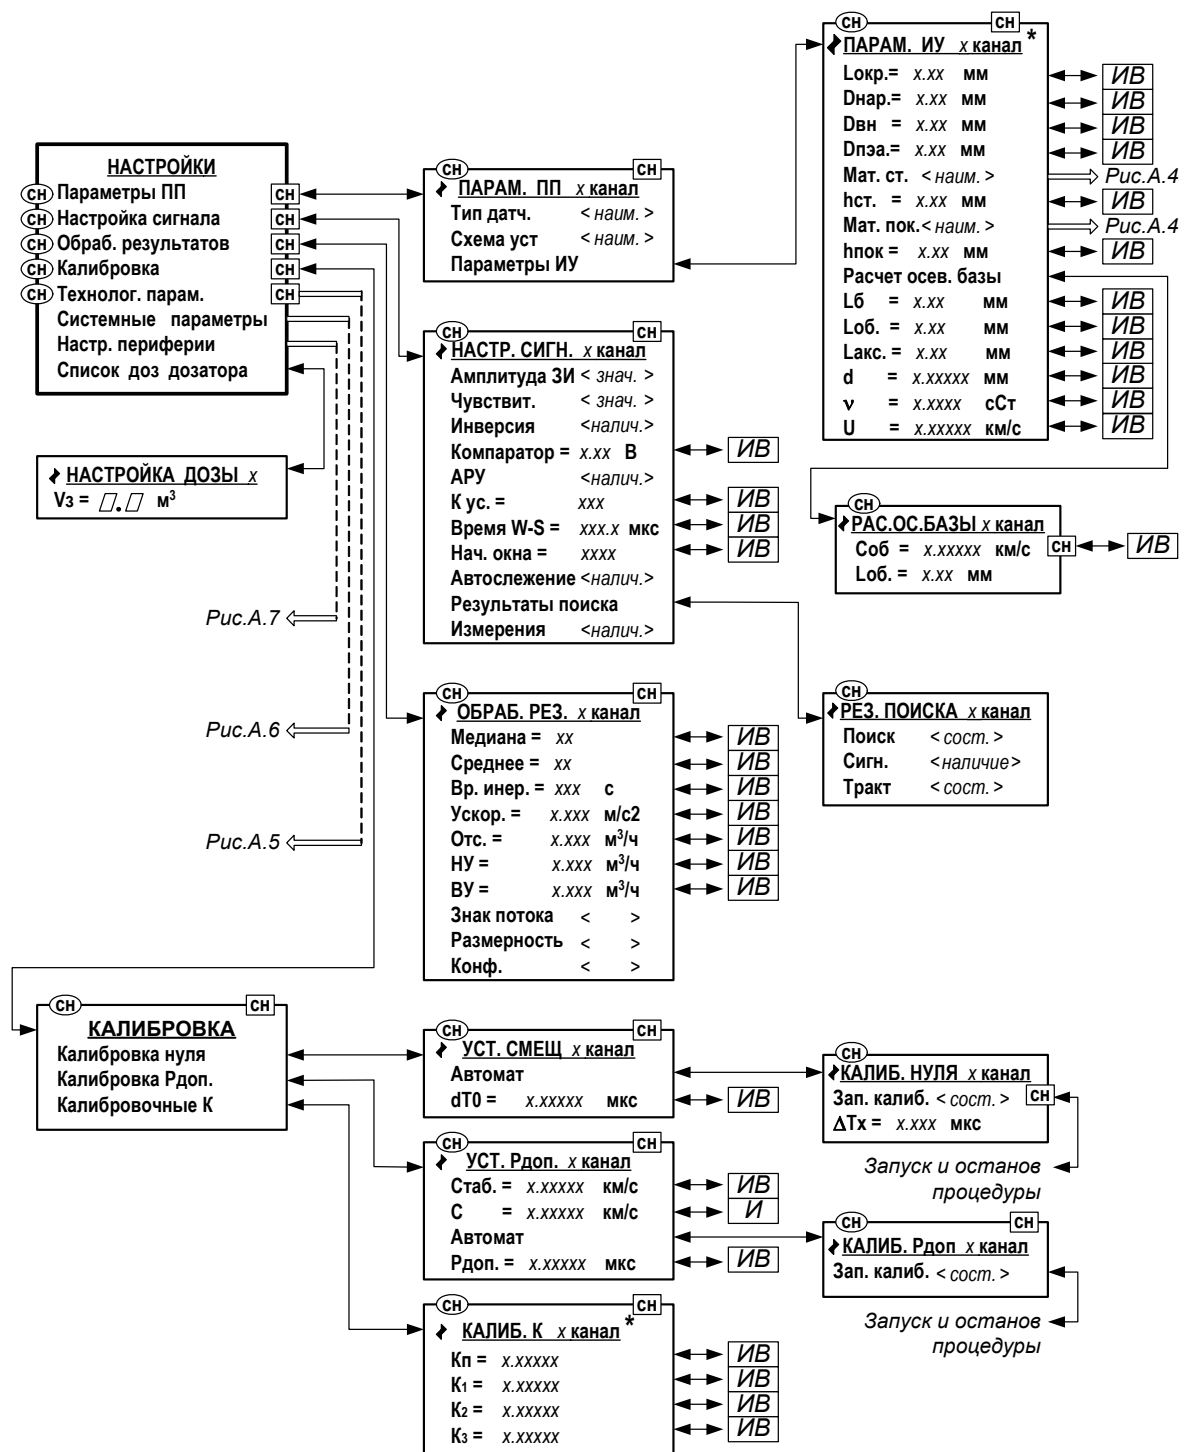 НАСТРОЙКИ
СН Параметры ПП СН
СН Настройка сигнала СН
СН Обраб. результатов СН
СН Калибровка СН
СН Технолог. парам. СН
Системные параметры
Настр. периферии
Список доз дозатора
НАСТРОЙКА ДОЗЫ х
Vз = . м³
Рис.А.7
Рис.А.6
Рис.А.5
СН СН
ПАРАМ. ПП х канал
Тип датч. < наим. >
Схема уст < наим. >
Параметры ИУ
СН СН
ПАРАМ. ИУ х канал *
Lокр.= х.хх мм ИВ
Dнар.= х.хх мм ИВ
Dвн = х.хх мм ИВ
Dпэа.= х.хх мм ИВ
Мат. ст. < наим. > Рис.А.4
hст. = х.хх мм ИВ
Мат. пок.< наим. > Рис.А.4
hпок = х.хх мм ИВ
Расчет осев. базы
Lб = х.хх мм ИВ
Lоб. = х.хх мм ИВ
Lакс. = х.хх мм ИВ
d = х.ххххх мм ИВ
ν = х.хххх сСт ИВ
U = х.ххххх км/с ИВ
СН
РАС.ОС.БАЗЫ х канал
Соб = х.ххххх км/с СН ИВ
Lоб. = х.хх мм
СН СН
НАСТР. СИГН. х канал
Амплитуда ЗИ < знач. >
Чувствит. < знач. >
Инверсия <налич.>
Компаратор = х.хх В ИВ
АРУ <налич.>
К ус. = ххх ИВ
Время W-S = ххх.х мкс ИВ
Нач. окна = хххх ИВ
Автослежение <налич.>
Результаты поиска
Измерения <налич.>
СН
РЕЗ. ПОИСКА х канал
Поиск < сост. >
Сигн. <наличие>
Тракт < сост. >
СН СН
ОБРАБ. РЕЗ. х канал
Медиана = хх ИВ
Среднее = хх ИВ
Вр. инер. = ххх с ИВ
Ускор. = х.ххх м/с2 ИВ
Отс. = х.ххх м³/ч ИВ
НУ = х.ххх м³/ч ИВ
ВУ = х.ххх м³/ч ИВ
Знак потока < >
Размерность < >
Конф. < >
СН СН
КАЛИБРОВКА
Калибровка нуля
Калибровка Рдоп.
Калибровочные К
СН СН
УСТ. СМЕЩ х канал
Автомат
dT0 = х.ххххх мкс ИВ
СН
КАЛИБ. НУЛЯ х канал
Зап. калиб. < сост. > СН
ΔТх = х.ххх мкс
Запуск и останов
процедуры
СН СН
УСТ. Рдоп. х канал
Стаб. = х.ххххх км/с ИВ
С = х.ххххх км/с И
Автомат
Рдоп. = х.ххххх мкс ИВ
СН СН
КАЛИБ. Рдоп х канал
Зап. калиб. < сост. >
Запуск и останов
процедуры
СН СН
КАЛИБ. К х канал *
Кп = х.ххххх ИВ
К₁ = х.ххххх ИВ
К₂ = х.ххххх ИВ
К₃ = х.ххххх ИВ